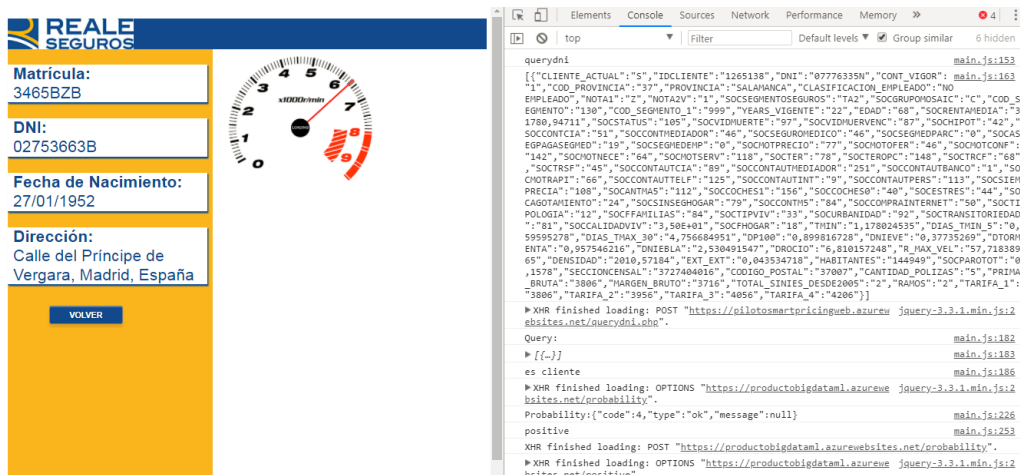 REALE
SEGUROS
Matrícula:
3465BZB
DNI:
02753663B
Fecha de Nacimiento:
27/01/1952
Dirección:
Calle del Príncipe de
Vergara, Madrid, España
VOLVER
0
1
2
3
4
5
6
7
8
9
x1000r/min
Elements Console Sources Network Performance Memory » 4
top Filter Default levels Group similar 6 hidden
querydni main.js:153
[{"CLIENTE_ACTUAL":"S","IDCLIENTE":"1265138","DNI":"07776335N","CONT_VIGOR": main.js:163
"1","COD_PROVINCIA":"37","PROVINCIA":"SALAMANCA","CLASIFICACION_EMPLEADO":"NO
EMPLEADO","NOTA1":"Z","NOTA2V":"1","SOCSEGMENTOSEGUROS":"TA2","SOCGRUPOMOSAIC":"C","COD_S
EGMENTO":"130","COD_SEGMENTO_1":"999","YEARS_VIGENTE":"22","EDAD":"68","SOCRENTAMEDIA":"3
1780,94711","SOCSTATUS":"105","SOCVIDMUERTE":"97","SOCVIDMUERVENC":"87","SOCHIPOT":"42",
"SOCCONTCIA":"51","SOCCONTMEDIADOR":"46","SOCSEGUROMEDICO":"46","SOCSEGMEDPARC":"0","SOCAS
EGPAGASEGMED":"19","SOCSEGMEDEMP":"0","SOCMOTPRECIO":"77","SOCMOTOFER":"46","SOCMOTCONF":
"142","SOCMOTNECE":"64","SOCMOTSERV":"118","SOCTER":"78","SOCTEROPC":"148","SOCTRCF":"68"
,"SOCTRSF":"45","SOCCONTAUTCIA":"89","SOCCONTAUTMEDIADOR":"251","SOCCONTAUTBANCO":"1","SO
CMOTRAPI":"66","SOCCONTAUTTELF":"125","SOCCONTAUTINT":"9","SOCCONTAUTPERS":"113","SOCSIEM
PRECIA":"108","SOCANTMA5":"112","SOCCOCHES1":"156","SOCCOCHES0":"40","SOCESTRES":"44","SO
CAGOTAMIENTO":"24","SOCSINSEGHOGAR":"79","SOCCONTM5":"84","SOCCOMPRAINTERNET":"50","SOCTI
POLOGIA":"12","SOCFFAMILIAS":"84","SOCTIPVIV":"33","SOCURBANIDAD":"92","SOCTRANSITORIEDAD
":"81","SOCCALIDADVIV":"3,50E+01","SOCFHOGAR":"18","TMIN":"1,178024535","DIAS_TMIN_5":"0,
59595278","DIAS_TMAX_30":"4,756684951","DP100":"0,899816728","DNIEVE":"0,37735269","DTORM
ENTA":"0,957546216","DNIEBLA":"2,530491547","DROCIO":"6,810157248","R_MAX_VEL":"57,718389
65","DENSIDAD":"2010,57184","EXT_EXT":"0,043534718","HABITANTES":"144949","SOCPAROTOT":"0
,1578","SECCIONCENSAL":"3727404016","CODIGO_POSTAL":"37007","CANTIDAD_POLIZAS":"5","PRIMA
_BRUTA":"3806","MARGEN_BRUTO":"3716","TOTAL_SINIES_DESDE2005":"2","RAMOS":"2","TARIFA_1":
"3806","TARIFA_2":"3956","TARIFA_3":"4056","TARIFA_4":"4206"}]
XHR finished loading: POST "https://pilotosmartpricingweb.azurew jquery-3.3.1.min.js:2
ebsites.net/querydni.php".
Query: main.js:182
[{…}] main.js:183
es cliente main.js:186
XHR finished loading: OPTIONS "https://productobigdataml.azurewe jquery-3.3.1.min.js:2
bsites.net/probability".
Probability:{"code":4,"type":"ok","message":null} main.js:226
positive main.js:253
XHR finished loading: POST "https://productobigdataml.azurewebsites.net/probability".
XHR finished loading: OPTIONS "https://productobigdataml.azurewe jquery-3.3.1.min.js:2
bsites.net/positive"